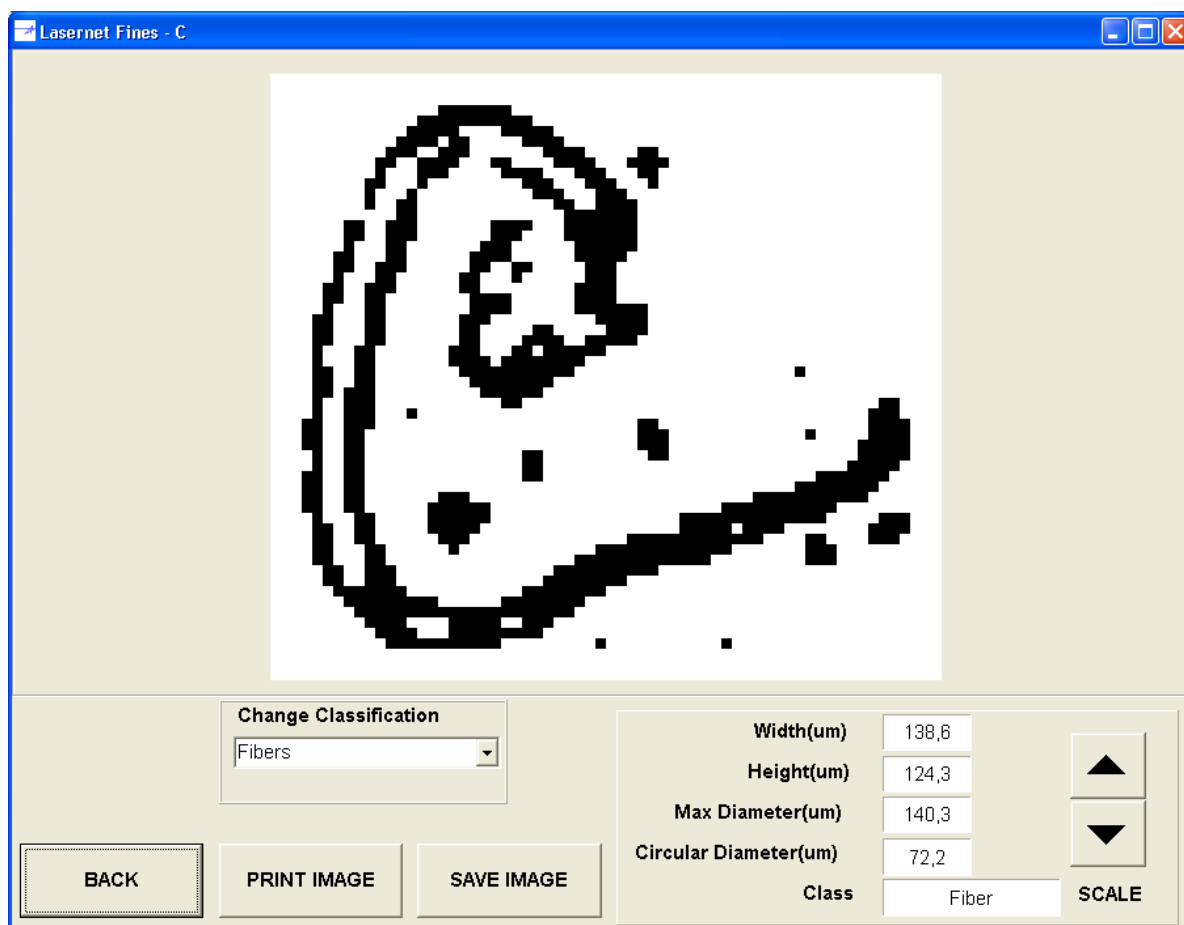 Lasernet Fines - C
Change Classification
Fibers
BACK
PRINT IMAGE
SAVE IMAGE
Width(um) 138,6
Height(um) 124,3
Max Diameter(um) 140,3
Circular Diameter(um) 72,2
Class Fiber
SCALE